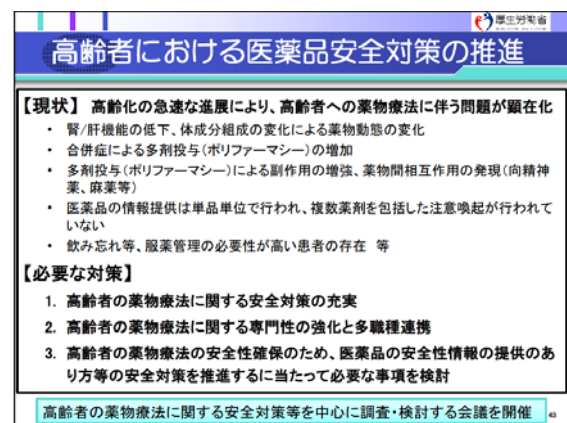 厚生労働省
高齢者における医薬品安全対策の推進
【現状】 高齢化の急速な進展により、高齢者への薬物療法に伴う問題が顕在化
・ 腎/肝機能の低下、体成分組成の変化による薬物動態の変化
・ 合併症による多剤投与(ポリファーマシー)の増加
・ 多剤投与(ポリファーマシー)による副作用の増強、薬物間相互作用の発現(向精神
薬、麻薬等)
・ 医薬品の情報提供は単品単位で行われ、複数薬剤を包括した注意喚起が行われて
いない
・ 飲み忘れ等、服薬管理の必要性が高い患者の存在 等
【必要な対策】
1. 高齢者の薬物療法に関する安全対策の充実
2. 高齢者の薬物療法に関する専門性の強化と多職種連携
3. 高齢者の薬物療法の安全性確保のため、医薬品の安全性情報の提供のあ
り方等の安全対策を推進するに当たって必要な事項を検討
高齢者の薬物療法に関する安全対策等を中心に調査・検討する会議を開催
43